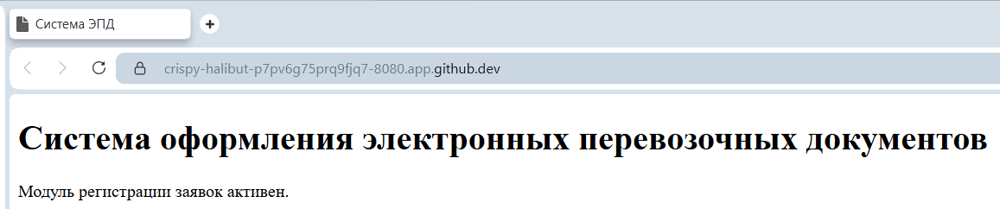 Система ЭПД
crispy-halibut-p7pv6g75prq9fjq7-8080.app.github.dev
Система оформления электронных перевозочных документов
Модуль регистрации заявок активен.